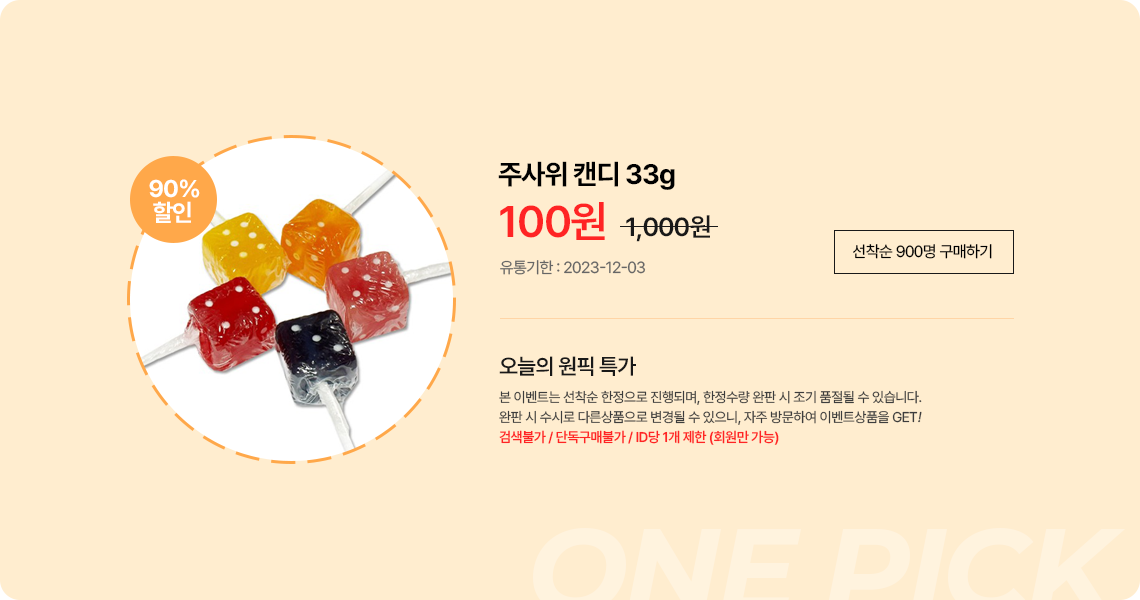 90%
할인
주사위 캔디 33g
100원 1,000원
유통기한 : 2023-12-03
선착순 900명 구매하기
오늘의 원픽 특가
본 이벤트는 선착순 한정으로 진행되며, 한정수량 완판 시 조기 품절될 수 있습니다.
완판 시 수시로 다른상품으로 변경될 수 있으니, 자주 방문하여 이벤트상품을 GET!
검색불가 / 단독구매불가 / ID당 1개 제한 (회원만 가능)
ONE PICK